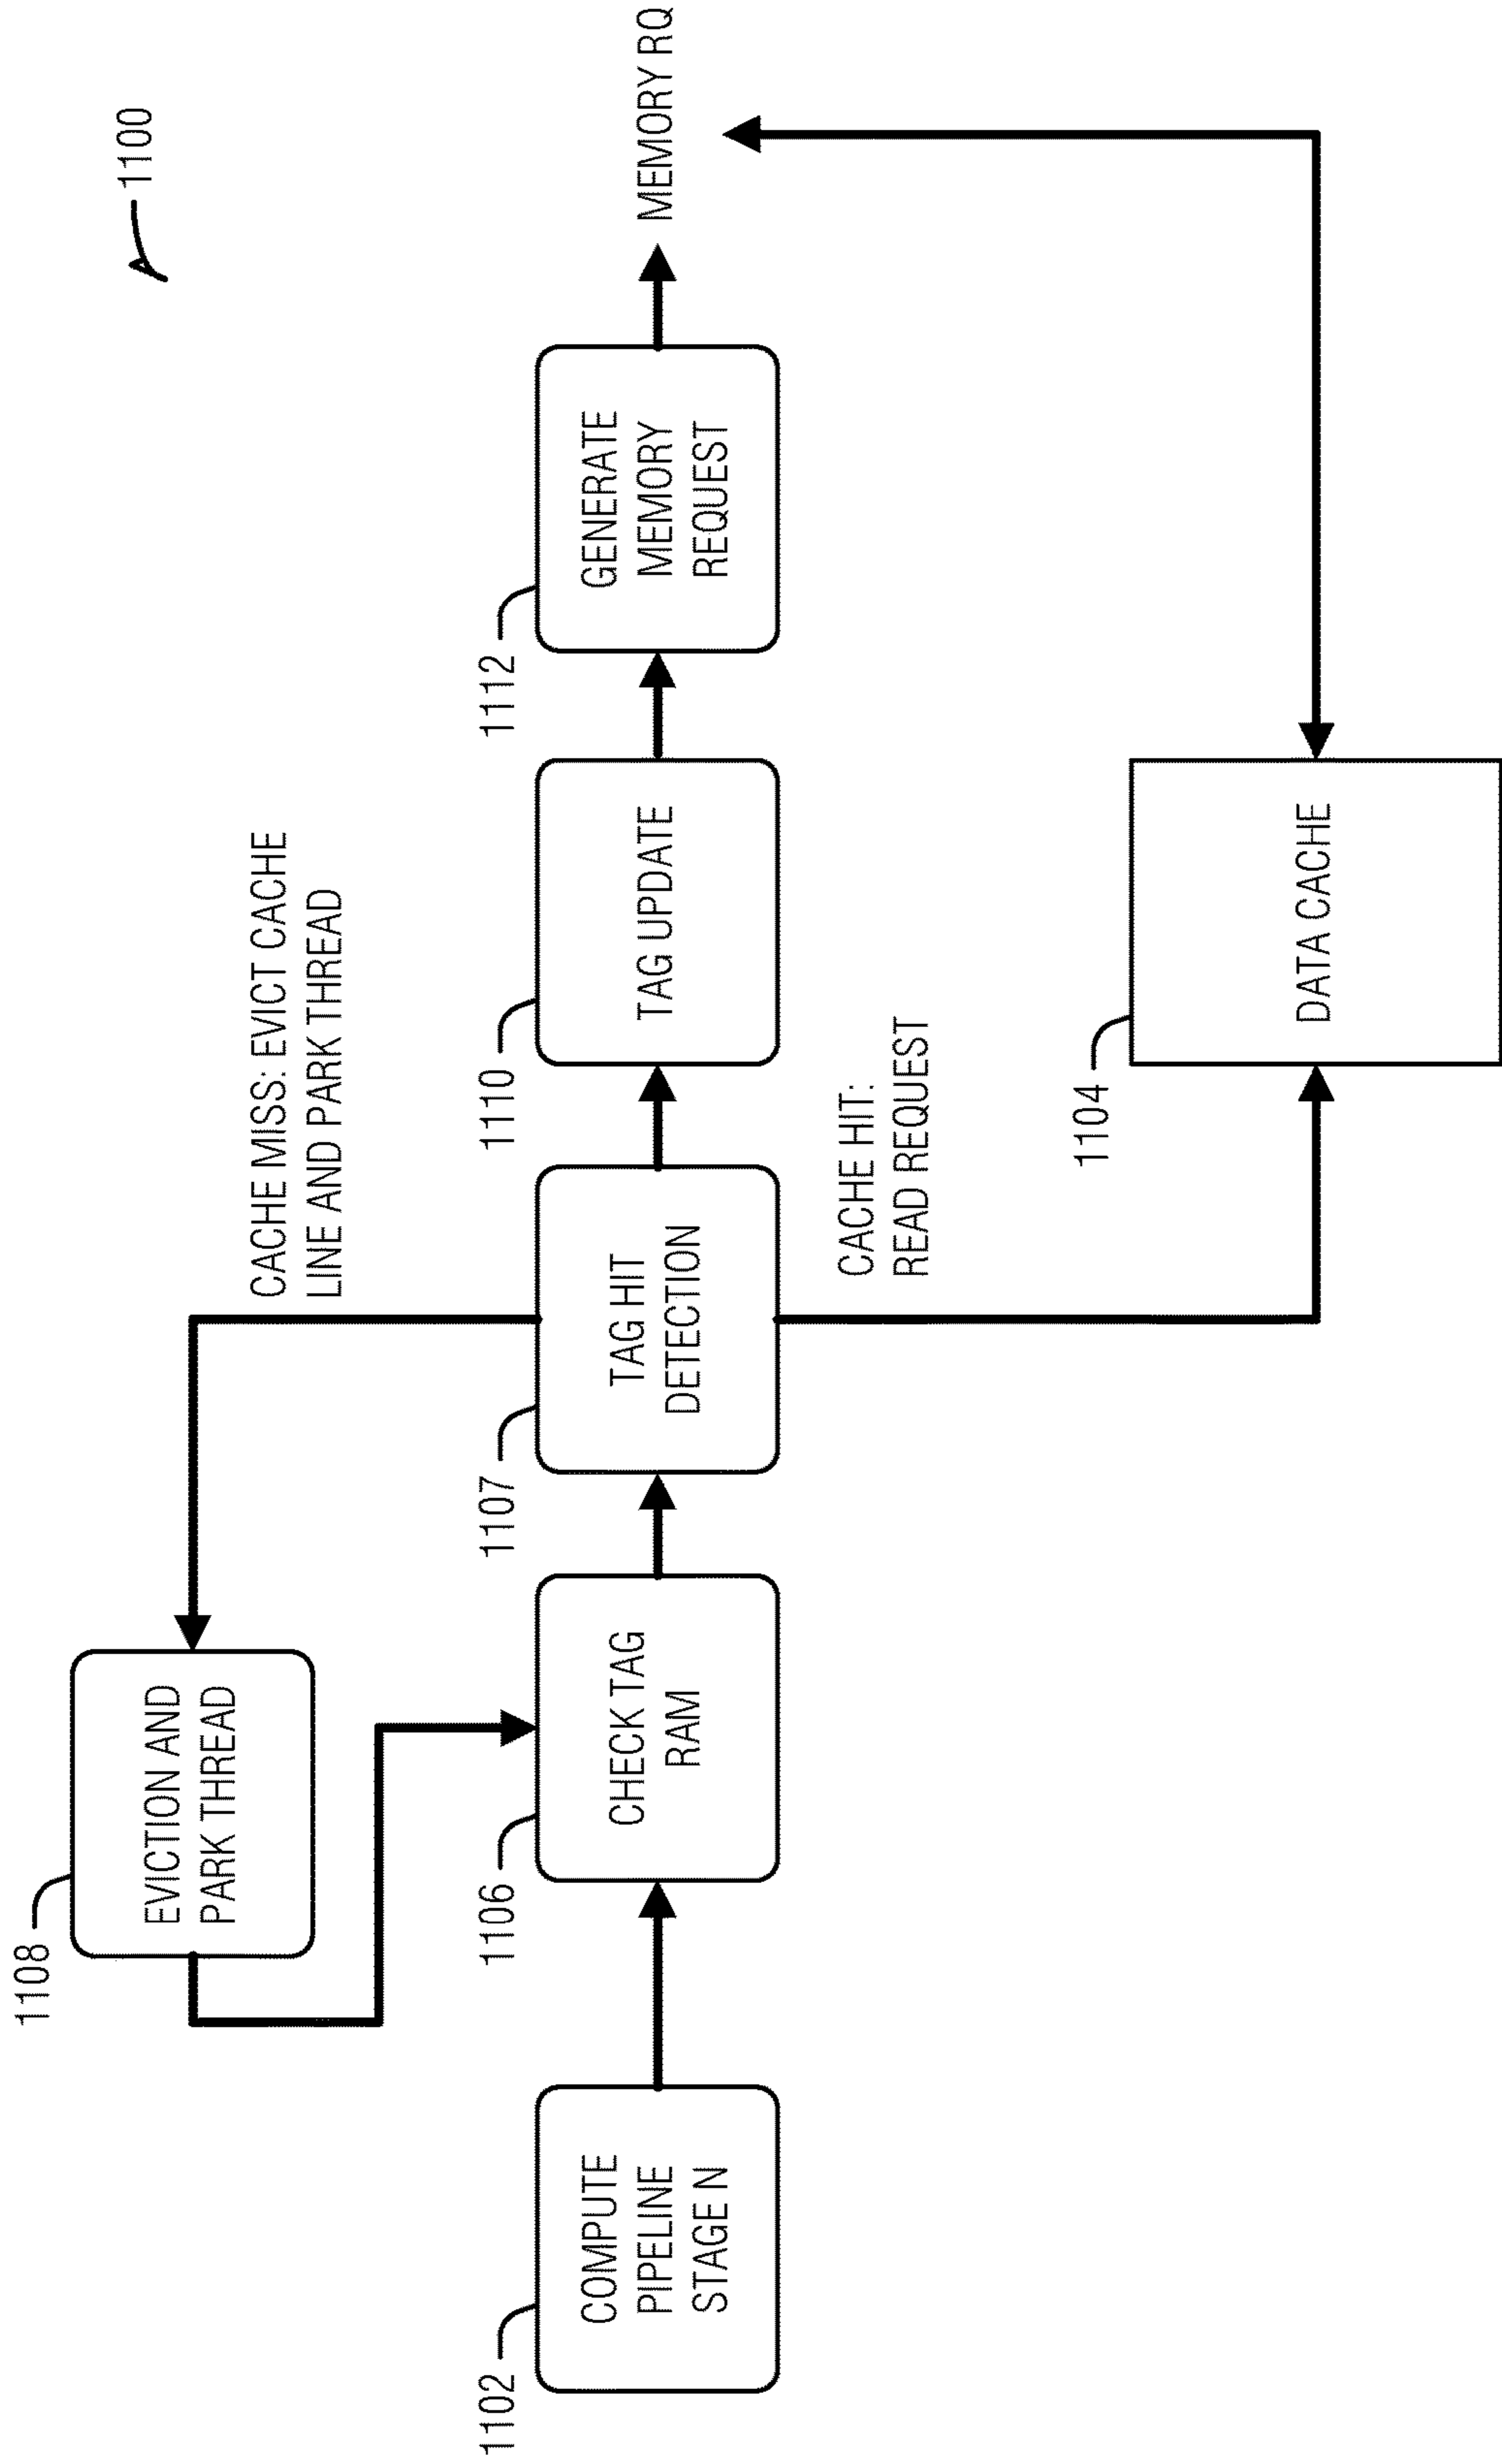 1100
1108
EVICTION AND
PARK THREAD
CACHE MISS: EVICT CACHE
LINE AND PARK THREAD
1102
COMPUTE
PIPELINE
STAGE N
1106
CHECK TAG
RAM
1107
TAG HIT
DETECTION
1110
TAG UPDATE
1112
GENERATE
MEMORY
REQUEST
MEMORY RQ
CACHE HIT:
READ REQUEST
1104
DATA CACHE